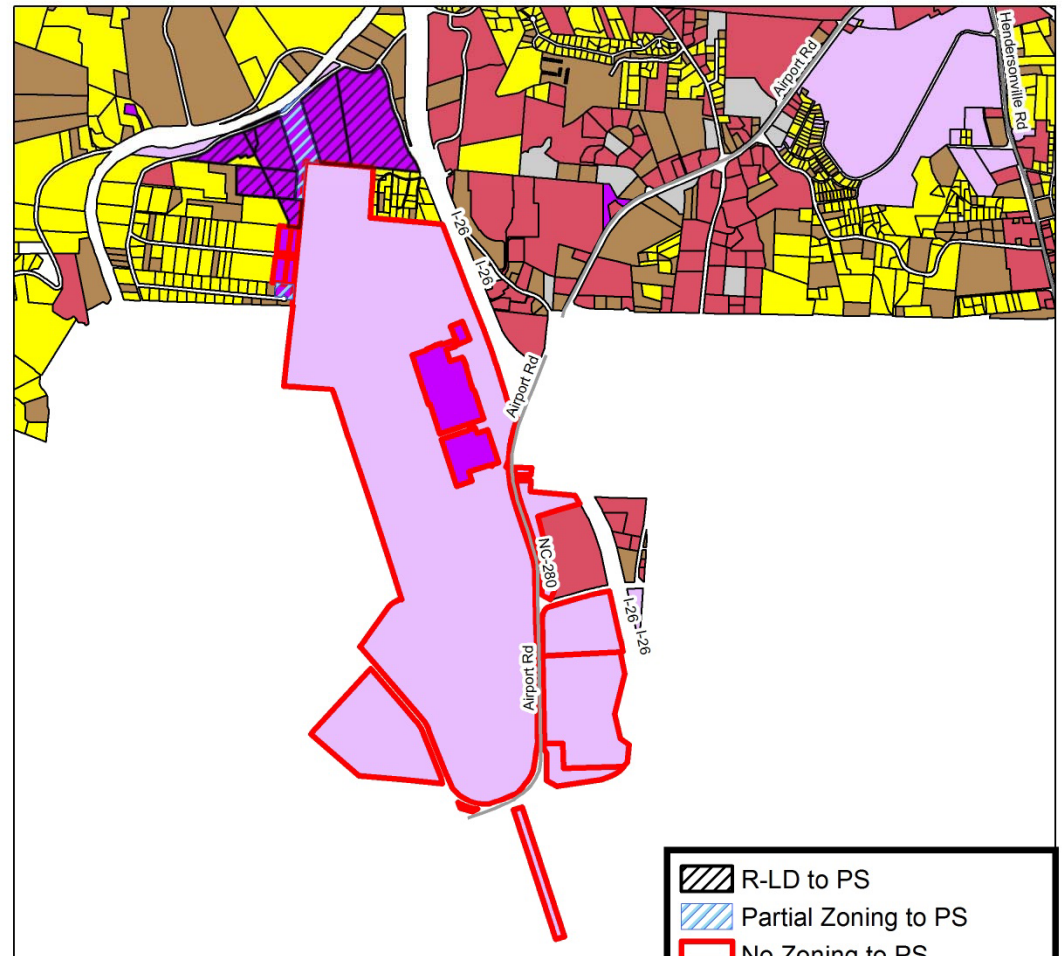 Airport Rd
Hendersonville Rd
I-26
I-26
Airport Rd
NC-280
I-26
I-26
Airport Rd
R-LD to PS
Partial Zoning to PS
No Zoning to PS